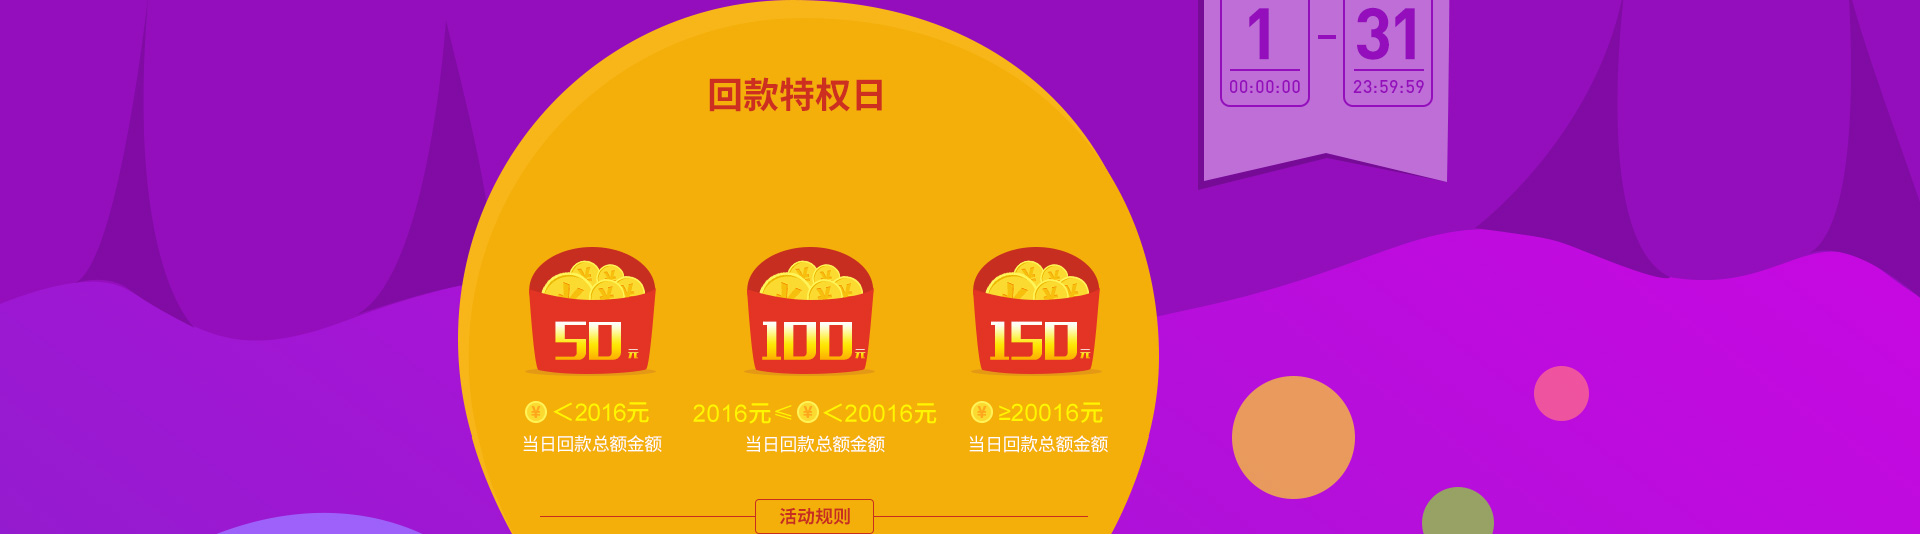 1 - 31
00:00:00 23:59:59
回款特权日
50元 100元 150元
¥ <2016元 2016元≤ ¥ <20016元 ¥ ≥20016元
当日回款总额金额 当日回款总额金额 当日回款总额金额
活动规则